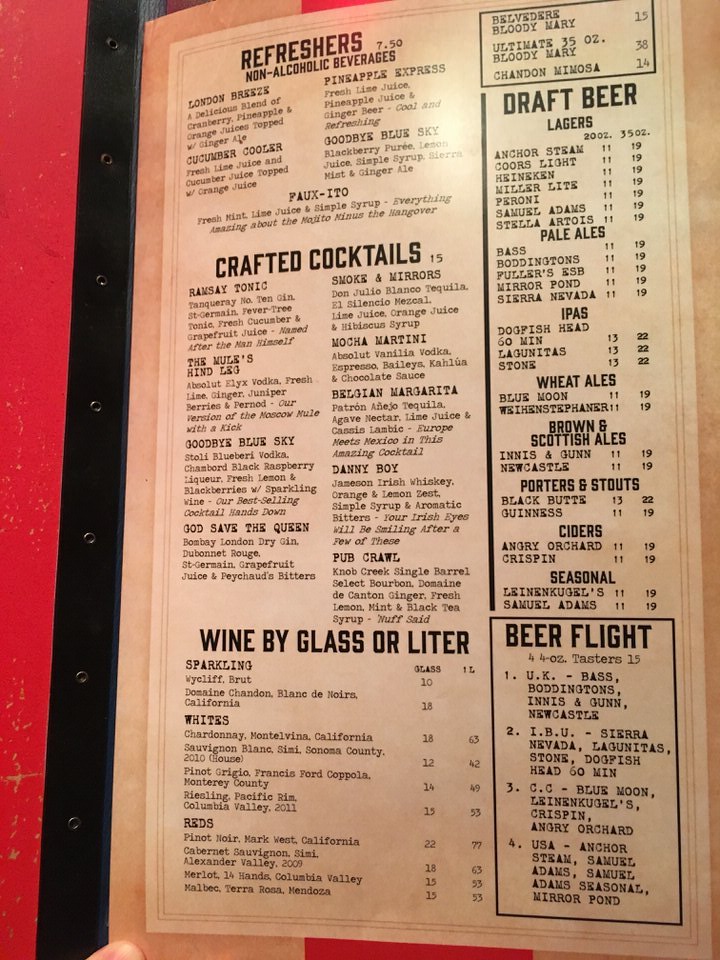 REFRESHERS 7.50
NON-ALCOHOLIC BEVERAGES
LONDON BREEZE
A Delicious Blend of
Cranberry, Pineapple &
Orange Juices Topped
w/ Ginger Ale
CUCUMBER COOLER
Fresh Lime Juice and
Cucumber Juice Topped
w/ Orange Juice
PINEAPPLE EXPRESS
Fresh Lime Juice,
Pineapple Juice &
Ginger Beer - Cool and
Refreshing
GOODBYE BLUE SKY
Blackberry Purée, Lemon
Juice, Simple Syrup, Sierra
Mist & Ginger Ale
FAUX-ITO
Fresh Mint, Lime Juice & Simple Syrup - Everything
Amazing about the Mojito Minus the Hangover
CRAFTED COCKTAILS 15
RAMSAY TONIC
Tanqueray No. Ten Gin,
St-Germain, Fever-Tree
Tonic, Fresh Cucumber &
Grapefruit Juice - Named
After the Man Himself
THE MULE'S
HIND LEG
Absolut Elyx Vodka, Fresh
Lime, Ginger, Juniper
Berries & Pernod - Our
Version of the Moscow Mule
with a Kick
GOODBYE BLUE SKY
Stoli Blueberi Vodka,
Chambord Black Raspberry
Liqueur, Fresh Lemon &
Blackberries w/ Sparkling
Wine - Our Best-Selling
Cocktail Hands Down
GOD SAVE THE QUEEN
Bombay London Dry Gin,
Dubonnet Rouge,
St-Germain, Grapefruit
Juice & Peychaud's Bitters
SMOKE & MIRRORS
Don Julio Blanco Tequila,
El Silencio Mezcal,
Lime Juice, Orange Juice
& Hibiscus Syrup
MOCHA MARTINI
Absolut Vanilia Vodka,
Espresso, Baileys, Kahlúa
& Chocolate Sauce
BELGIAN MARGARITA
Patrón Añejo Tequila,
Agave Nectar, Lime Juice &
Cassis Lambic - Europe
Meets Mexico in This
Amazing Cocktail
DANNY BOY
Jameson Irish Whiskey,
Orange & Lemon Zest,
Simple Syrup & Aromatic
Bitters - Your Irish Eyes
Will Be Smiling After a
Few of These
PUB CRAWL
Knob Creek Single Barrel
Select Bourbon, Domaine
de Canton Ginger, Fresh
Lemon, Mint & Black Tea
Syrup - 'Nuff Said
WINE BY GLASS OR LITER
SPARKLING GLASS 1 L
Wycliff, Brut 10
Domaine Chandon, Blanc de Noirs,
California 18
WHITES
Chardonnay, Montelvina, California 18 63
Sauvignon Blanc, Simi, Sonoma County,
2010 (House) 12 42
Pinot Grigio, Francis Ford Coppola,
Monterey County 14 49
Riesling, Pacific Rim,
Columbia Valley, 2011 15 53
REDS
Pinot Noir, Mark West, California 22 77
Cabernet Sauvignon, Simi,
Alexander Valley, 2009 18 63
Merlot, 14 Hands, Columbia Valley 15 53
Malbec, Terra Rosa, Mendoza 15 53
BELVEDERE
BLOODY MARY 15
ULTIMATE 35 OZ.
BLOODY MARY 38
CHANDON MIMOSA 14
DRAFT BEER
LAGERS
20OZ. 35OZ.
ANCHOR STEAM 11 19
COORS LIGHT 11 19
HEINEKEN 11 19
MILLER LITE 11 19
PERONI 11 19
SAMUEL ADAMS 11 19
STELLA ARTOIS 11 19
PALE ALES
BASS 11 19
BODDINGTONS 11 19
FULLER'S ESB 11 19
MIRROR POND 11 19
SIERRA NEVADA 11 19
IPAS
DOGFISH HEAD
60 MIN 13 22
LAGUNITAS 13 22
STONE 13 22
WHEAT ALES
BLUE MOON 11 19
WEIHENSTEPHANER 11 19
BROWN &
SCOTTISH ALES
INNIS & GUNN 11 19
NEWCASTLE 11 19
PORTERS & STOUTS
BLACK BUTTE 13 22
GUINNESS 11 19
CIDERS
ANGRY ORCHARD 11 19
CRISPIN 11 19
SEASONAL
LEINENKUGEL'S 11 19
SAMUEL ADAMS 11 19
BEER FLIGHT
4 4-oz. Tasters 15
1. U.K. - BASS,
BODDINGTONS,
INNIS & GUNN,
NEWCASTLE
2. I.B.U. - SIERRA
NEVADA, LAGUNITAS,
STONE, DOGFISH
HEAD 60 MIN
3. C.C - BLUE MOON,
LEINENKUGEL'S,
CRISPIN,
ANGRY ORCHARD
4. USA - ANCHOR
STEAM, SAMUEL
ADAMS, SAMUEL
ADAMS SEASONAL,
MIRROR POND